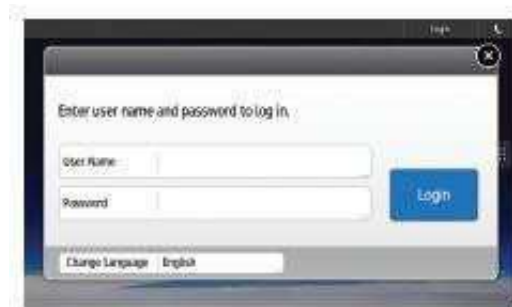 Login
Enter user name and password to log in.
User Name
Password
Login
Change Language English